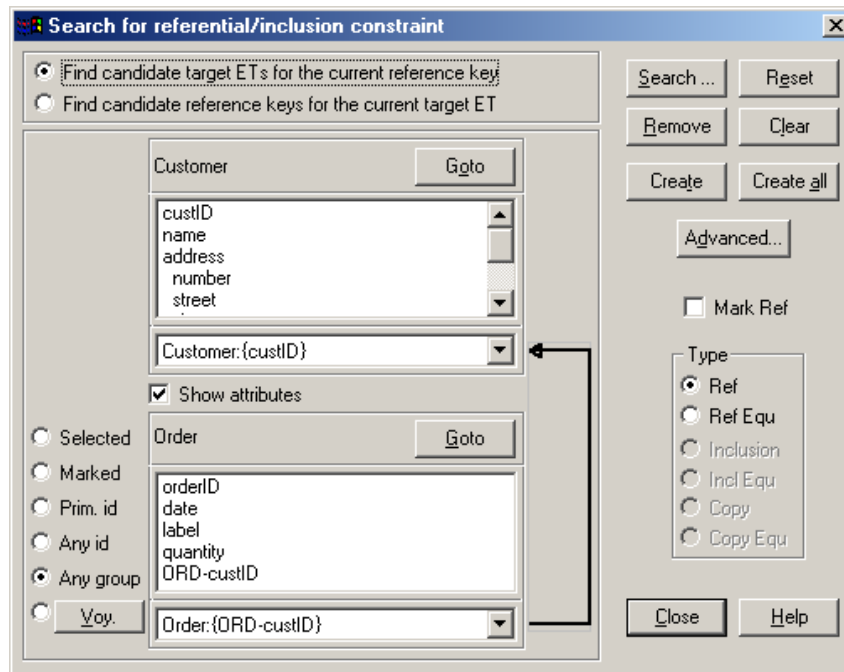 Search for referential/inclusion constraint
Find candidate target ETs for the current reference key
Find candidate reference keys for the current target ET
Search ...
Reset
Remove
Clear
Create
Create all
Advanced...
Mark Ref
Type
Ref
Ref Equ
Inclusion
Incl Equ
Copy
Copy Equ
Close
Help
Customer
Goto
custID
name
address
number
street
Customer:{custID}
Show attributes
Selected
Marked
Prim. id
Any id
Any group
Voy.
Order
Goto
orderID
date
label
quantity
ORD-custID
Order:{ORD-custID}